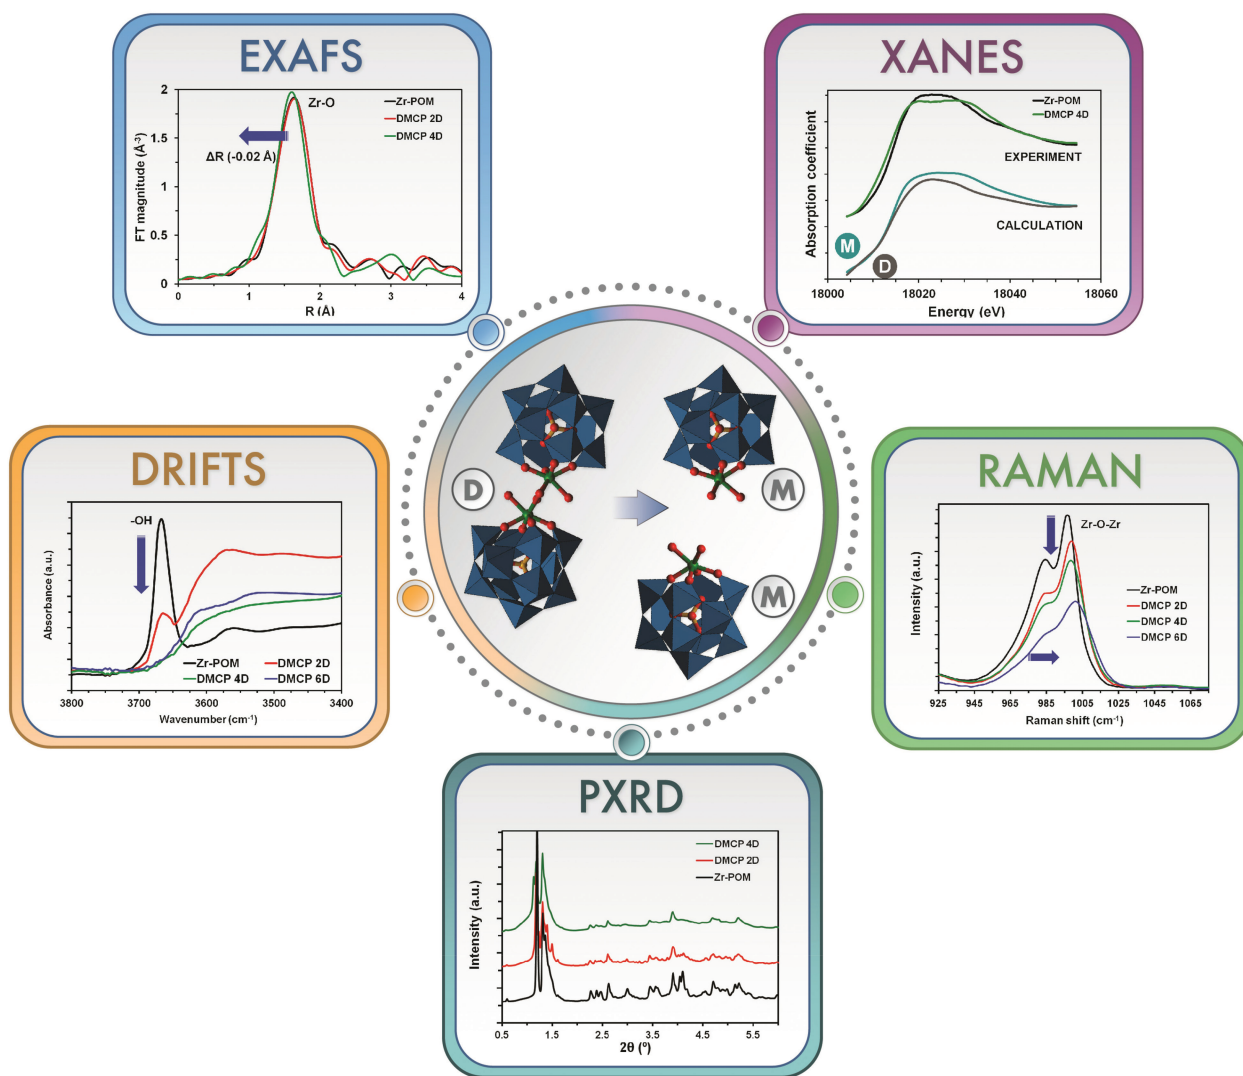 EXAFS
Zr-O
Zr-POM
DMCP 2D
DMCP 4D
ΔR (-0.02 Å)
FT magnitude (Å⁻³)
2
1.5
1
0.5
0
0 1 2 3 4
R (Å)
XANES
Zr-POM
DMCP 4D
EXPERIMENT
CALCULATION
M
D
Absorption coefficient
18000 18020 18040 18060
Energy (eV)
DRIFTS
-OH
Absorbance (a.u.)
Zr-POM DMCP 2D
DMCP 4D DMCP 6D
3800 3700 3600 3500 3400
Wavenumber (cm⁻¹)
D
M
M
RAMAN
Zr-O-Zr
Zr-POM
DMCP 2D
DMCP 4D
DMCP 6D
Intensity (a.u.)
925 945 965 985 1005 1025 1045 1065
Raman shift (cm⁻¹)
PXRD
DMCP 4D
DMCP 2D
Zr-POM
Intensity (a.u.)
0.5 1.5 2.5 3.5 4.5 5.5
2θ (º)